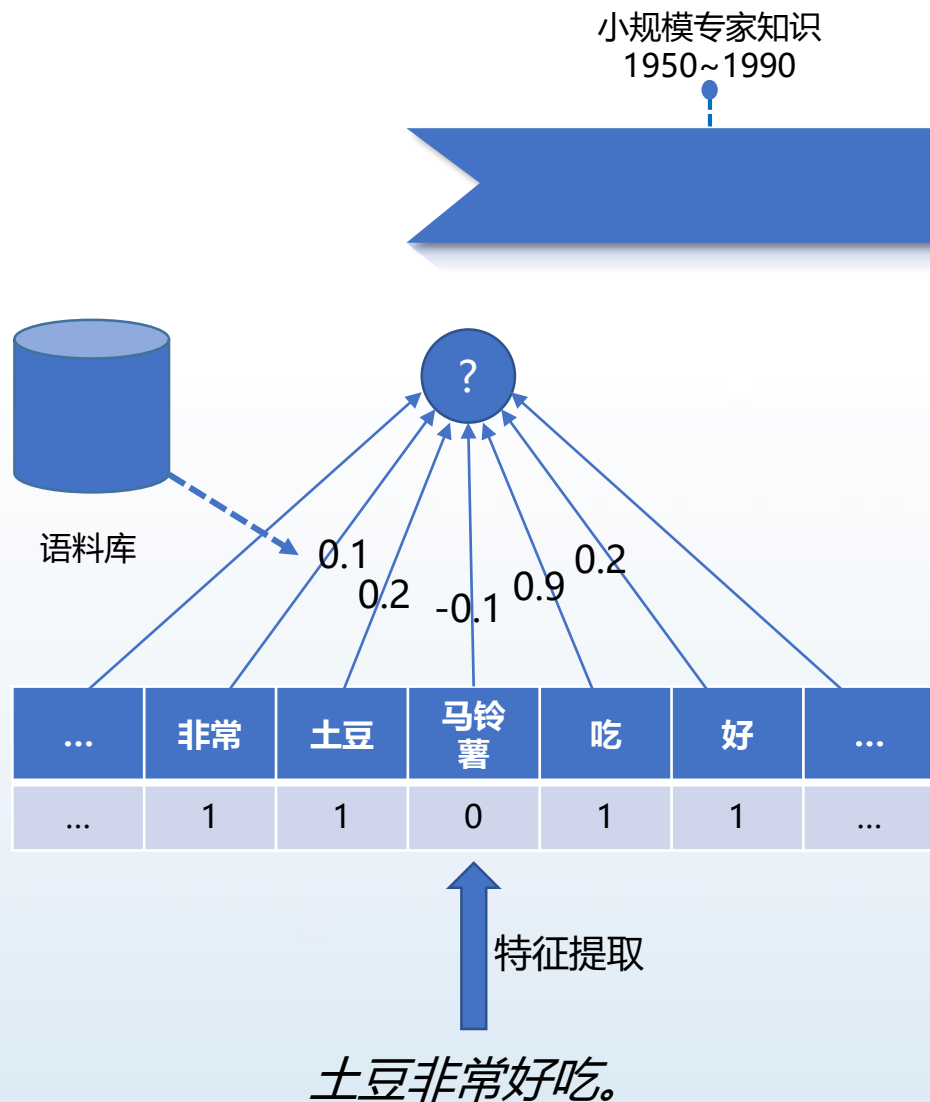 小规模专家知识
1950~1990
?
语料库
0.1
0.2
-0.1
0.9
0.2
... 非常 土豆 马铃薯 吃 好 ...
... 1 1 0 1 1 ...
特征提取
土豆非常好吃。